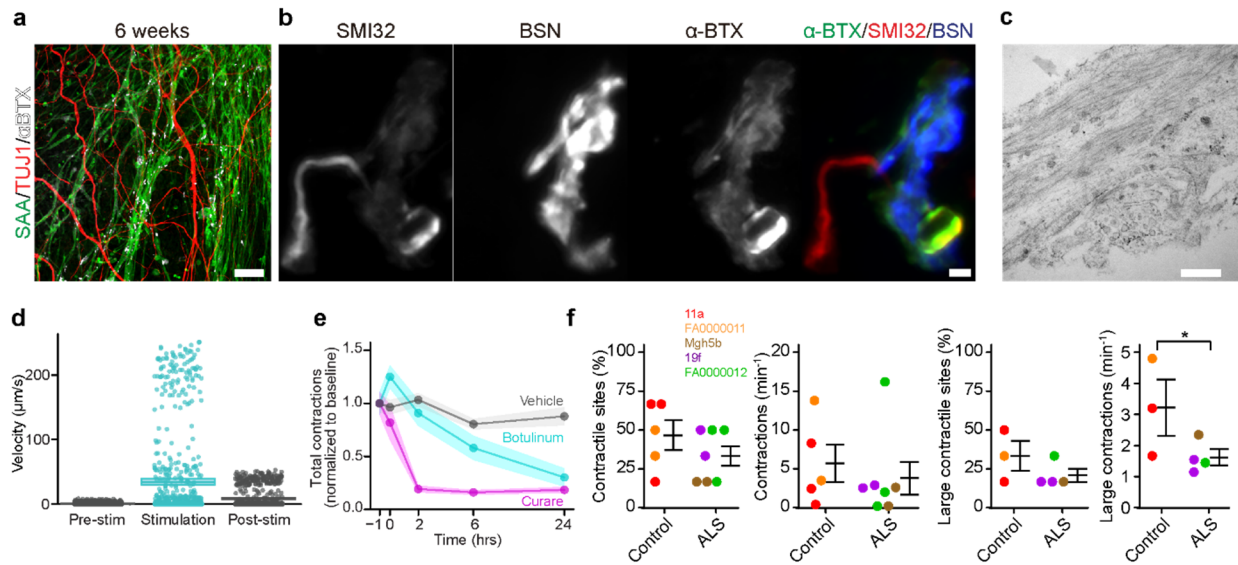 a
6 weeks
SAA/TUJ1/αBTX
b
SMI32
BSN
α-BTX
α-BTX/SMI32/BSN
c
d
Velocity (μm/s)
200
100
0
Pre-stim
Stimulation
Post-stim
e
Total contractions
(normalized to baseline)
1.5
1.0
0.5
0
Vehicle
Botulinum
Curare
-1 0 2 6 24
Time (hrs)
f
11a
FA0000011
Mgh5b
19f
FA0000012
Contractile sites (%)
100
75
50
25
0
Control
ALS
Contractions (min⁻¹)
20
15
10
5
0
Control
ALS
Large contractile sites (%)
100
75
50
25
0
Control
ALS
Large contractions (min⁻¹)
5
4
3
2
1
0
*
Control
ALS